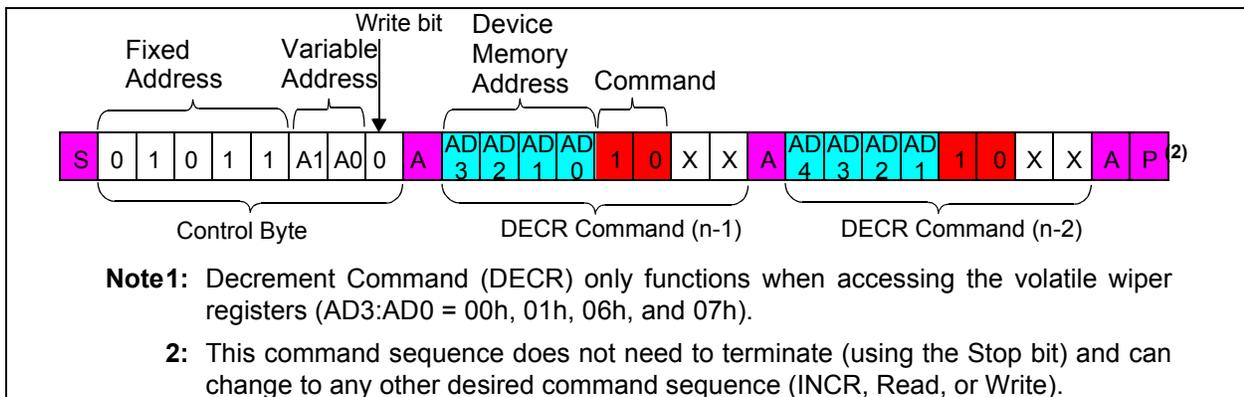 Write bit
Fixed Address
Variable Address
Device Memory Address
Command
S 0 1 0 1 1 A1 A0 0 A AD3 AD2 AD1 AD0 1 0 X X A AD4 AD3 AD2 AD1 1 0 X X A P (2)
Control Byte
DECR Command (n-1)
DECR Command (n-2)
Note1: Decrement Command (DECR) only functions when accessing the volatile wiper
registers (AD3:AD0 = 00h, 01h, 06h, and 07h).
2: This command sequence does not need to terminate (using the Stop bit) and can
change to any other desired command sequence (INCR, Read, or Write).